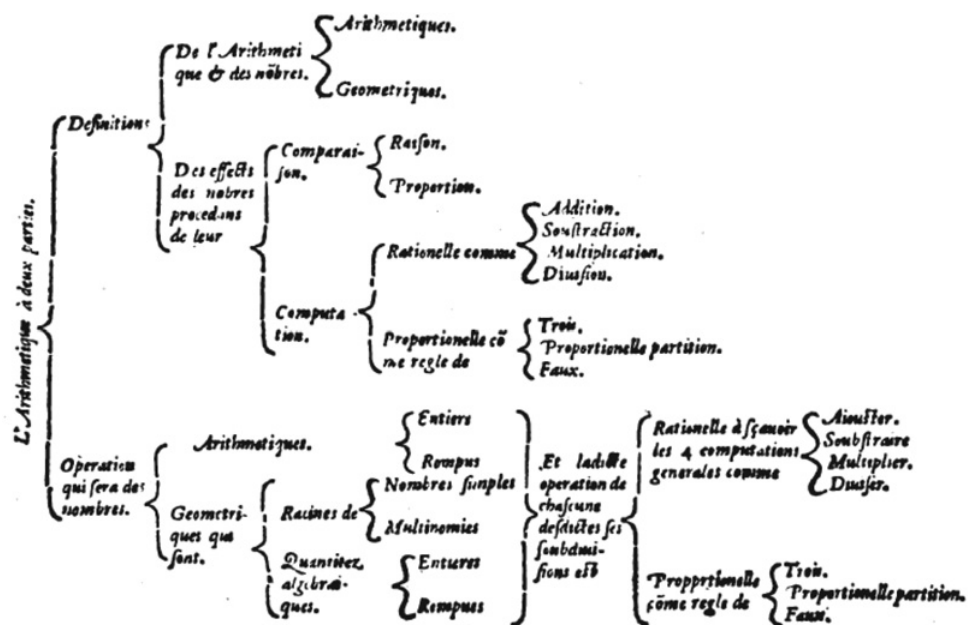 L'Arithmetique à deux parties.
Definitions
De l'Arithmeti
que & des nõbres.
Arithmetiques.
Geometriques.
Des effects
des nobres
procedans
de leur
Comparai-
son.
Raison.
Proportion.
Computa-
tion.
Rationelle comme
Addition.
Soustraction.
Multiplication.
Diuision.
Proportionelle cõ
me regle de
Trois.
Proportionelle partition.
Faux.
Operation
qui sera des
nombres.
Arithmetiques.
Entiers
Rompus
Geometri-
ques qui
sont.
Racines de
Nombres simples
Multinomies
Quantitez
algebrai-
ques.
Entieres
Rompues
Et ladicte
operation de
chascune
desdictes ses
soubdiui-
sions est
Rationelle à sçauoir
les 4 computations
generales comme
Aiouster.
Soubstraire
Multiplier.
Diuiser.
Propprtionelle
cõme regle de
Trois.
Proportionelle partition.
Faux.